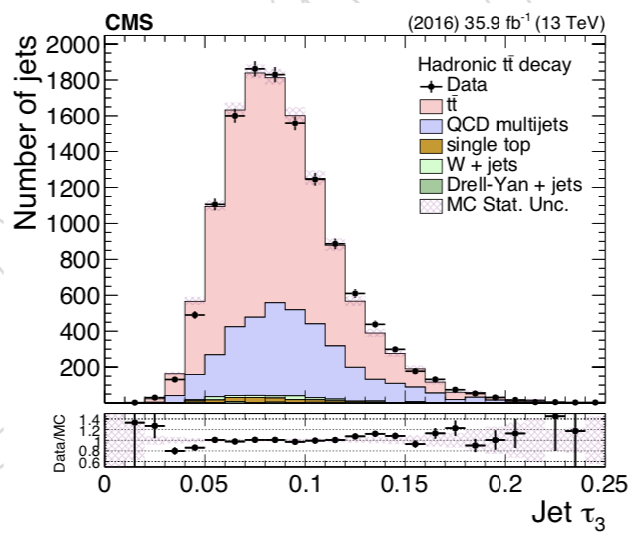 CMS
(2016) 35.9 fb⁻¹ (13 TeV)
Number of jets
2000
1800
1600
1400
1200
1000
800
600
400
200
Hadronic tt̄ decay
Data
tt̄
QCD multijets
single top
W + jets
Drell-Yan + jets
MC Stat. Unc.
Data/MC
1.4
1.2
1
0.8
0.6
0
0.05
0.1
0.15
0.2
0.25
Jet τ₃